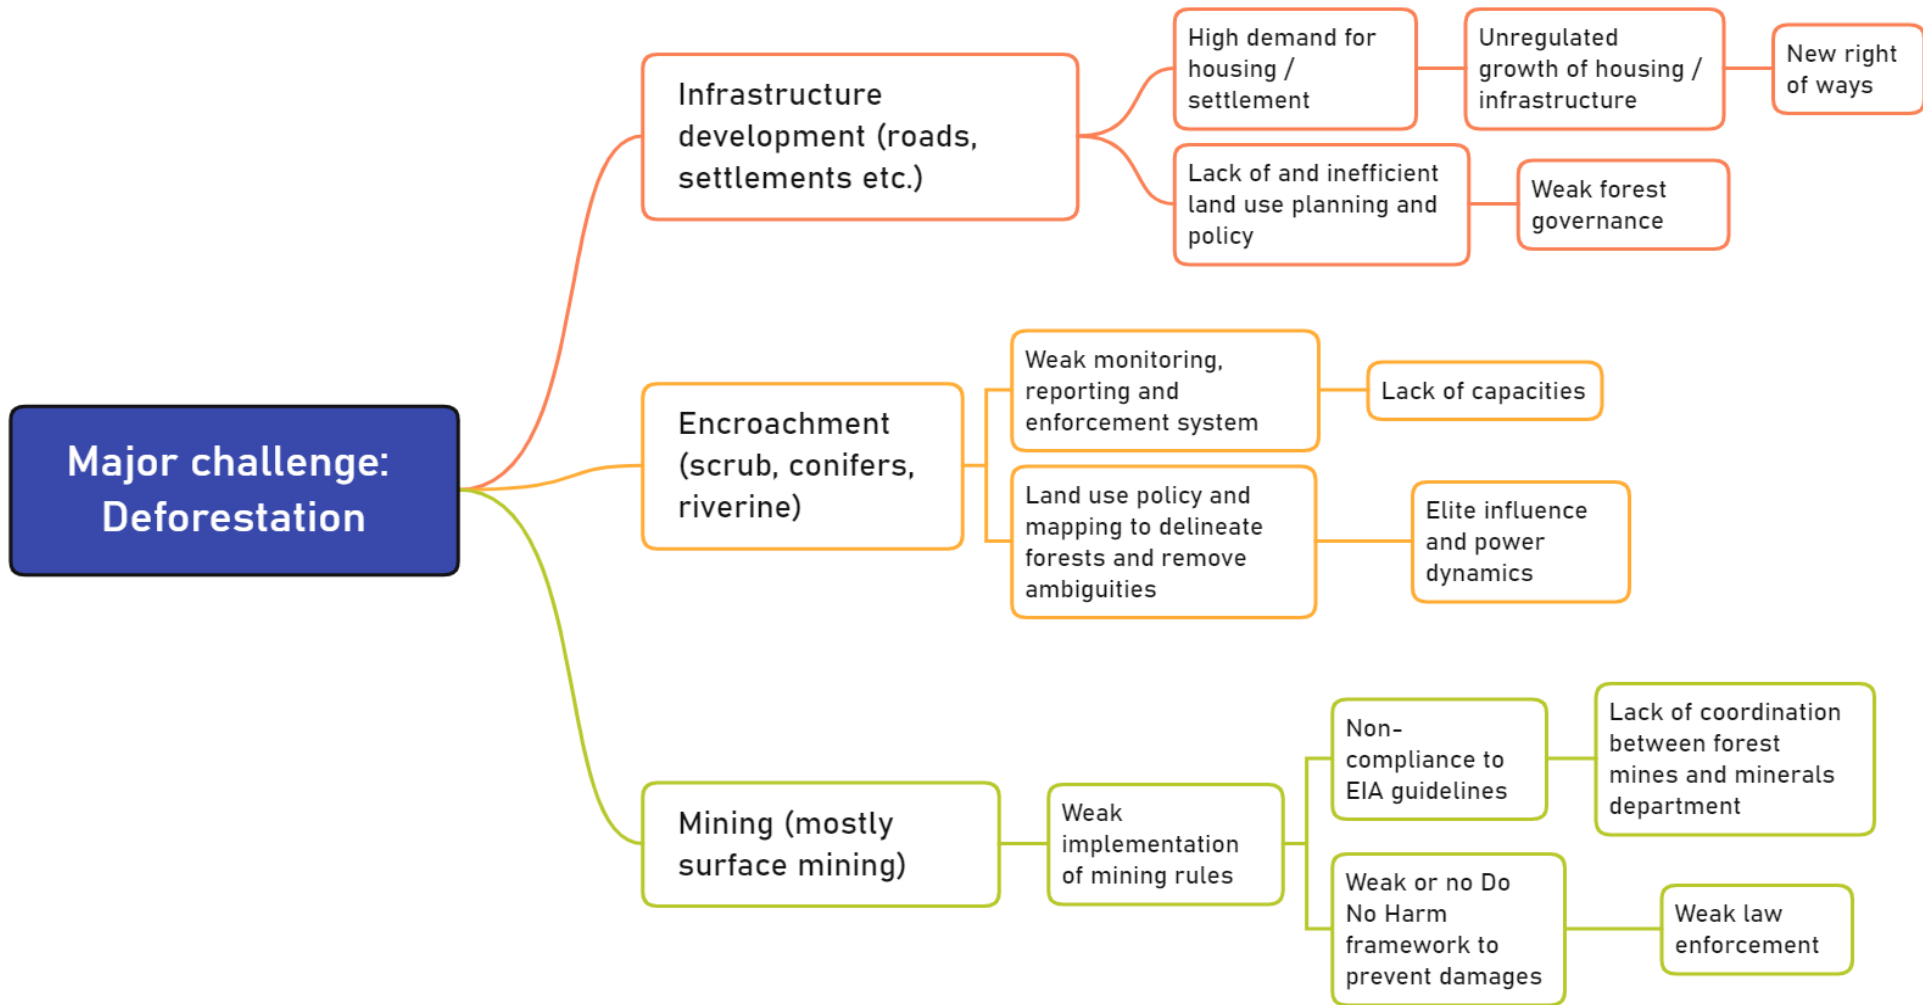 Major challenge:
Deforestation
Infrastructure
development (roads,
settlements etc.)
High demand for
housing /
settlement
Unregulated
growth of housing /
infrastructure
New right
of ways
Lack of and inefficient
land use planning and
policy
Weak forest
governance
Encroachment
(scrub, conifers,
riverine)
Weak monitoring,
reporting and
enforcement system
Lack of capacities
Land use policy and
mapping to delineate
forests and remove
ambiguities
Elite influence
and power
dynamics
Mining (mostly
surface mining)
Weak
implementation
of mining rules
Non-
compliance to
EIA guidelines
Lack of coordination
between forest
mines and minerals
department
Weak or no Do
No Harm
framework to
prevent damages
Weak law
enforcement